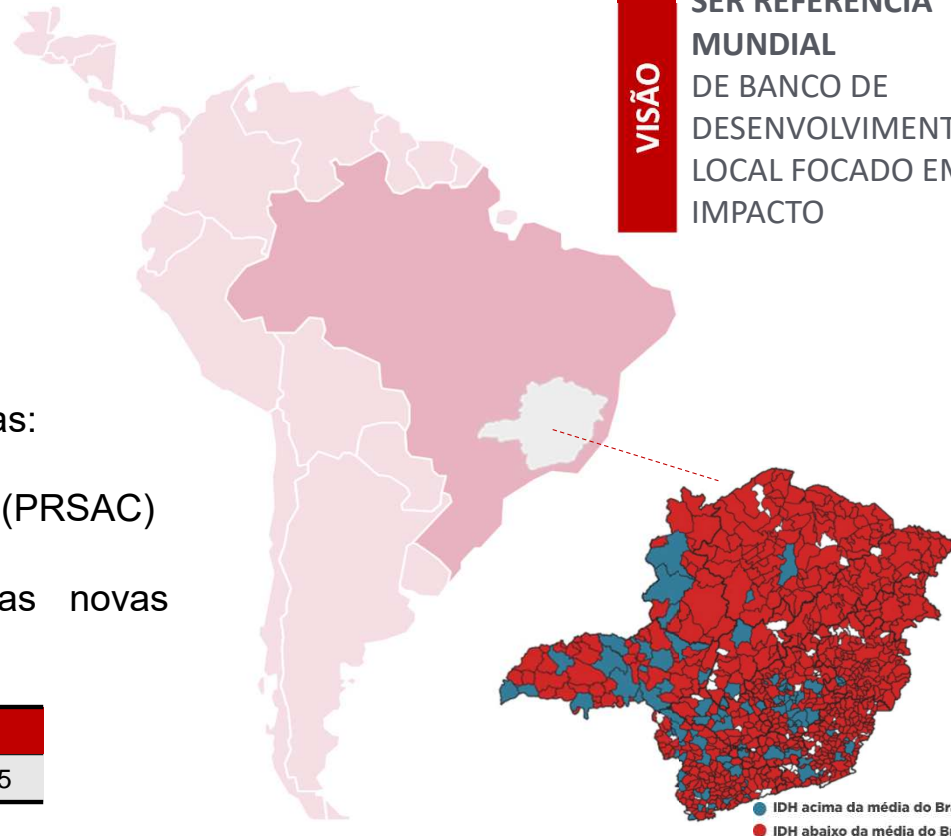 SER REFERÊNCIA
MUNDIAL
DE BANCO DE
DESENVOLVIMENT
LOCAL FOCADO EM
IMPACTO
VISÃO
as:
(PRSAC)
as novas
5
IDH acima da média do Br
IDH abaixo da média do Br